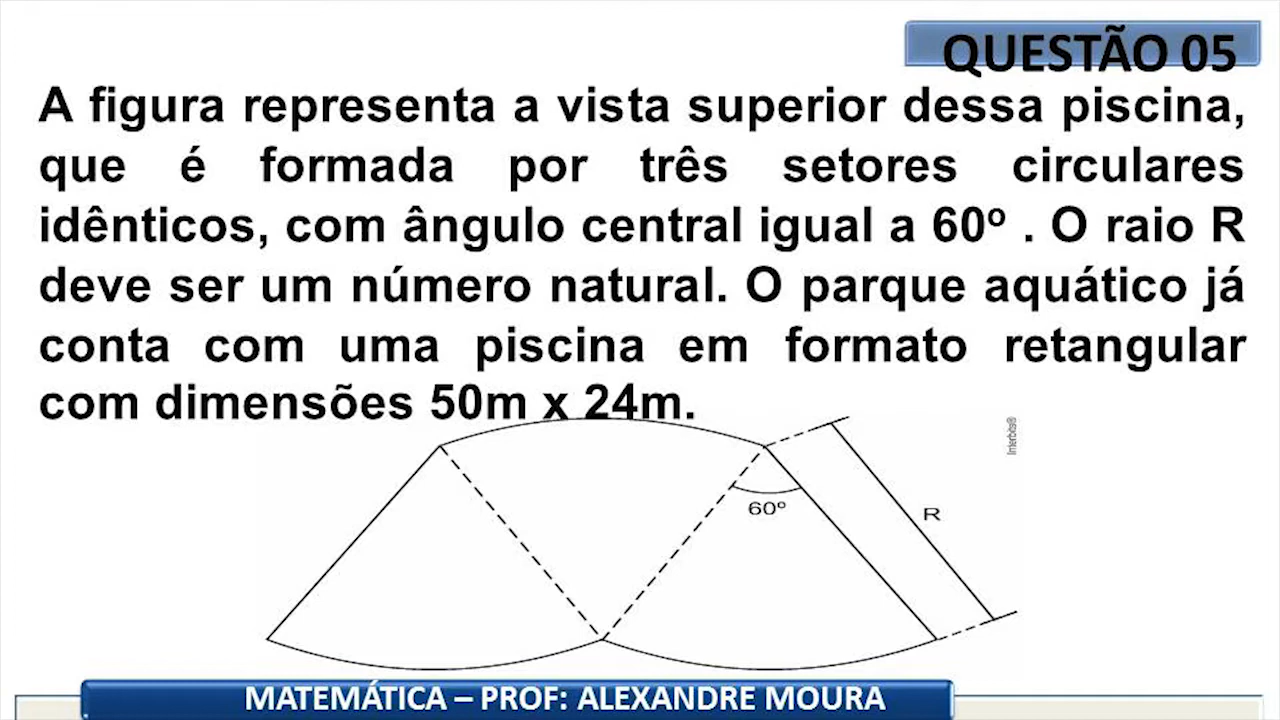 QUESTÃO 05
A figura representa a vista superior dessa piscina,
que é formada por três setores circulares
idênticos, com ângulo central igual a 60º . O raio R
deve ser um número natural. O parque aquático já
conta com uma piscina em formato retangular
com dimensões 50m x 24m.
Interbits®
60º
R
MATEMÁTICA – PROF: ALEXANDRE MOURA